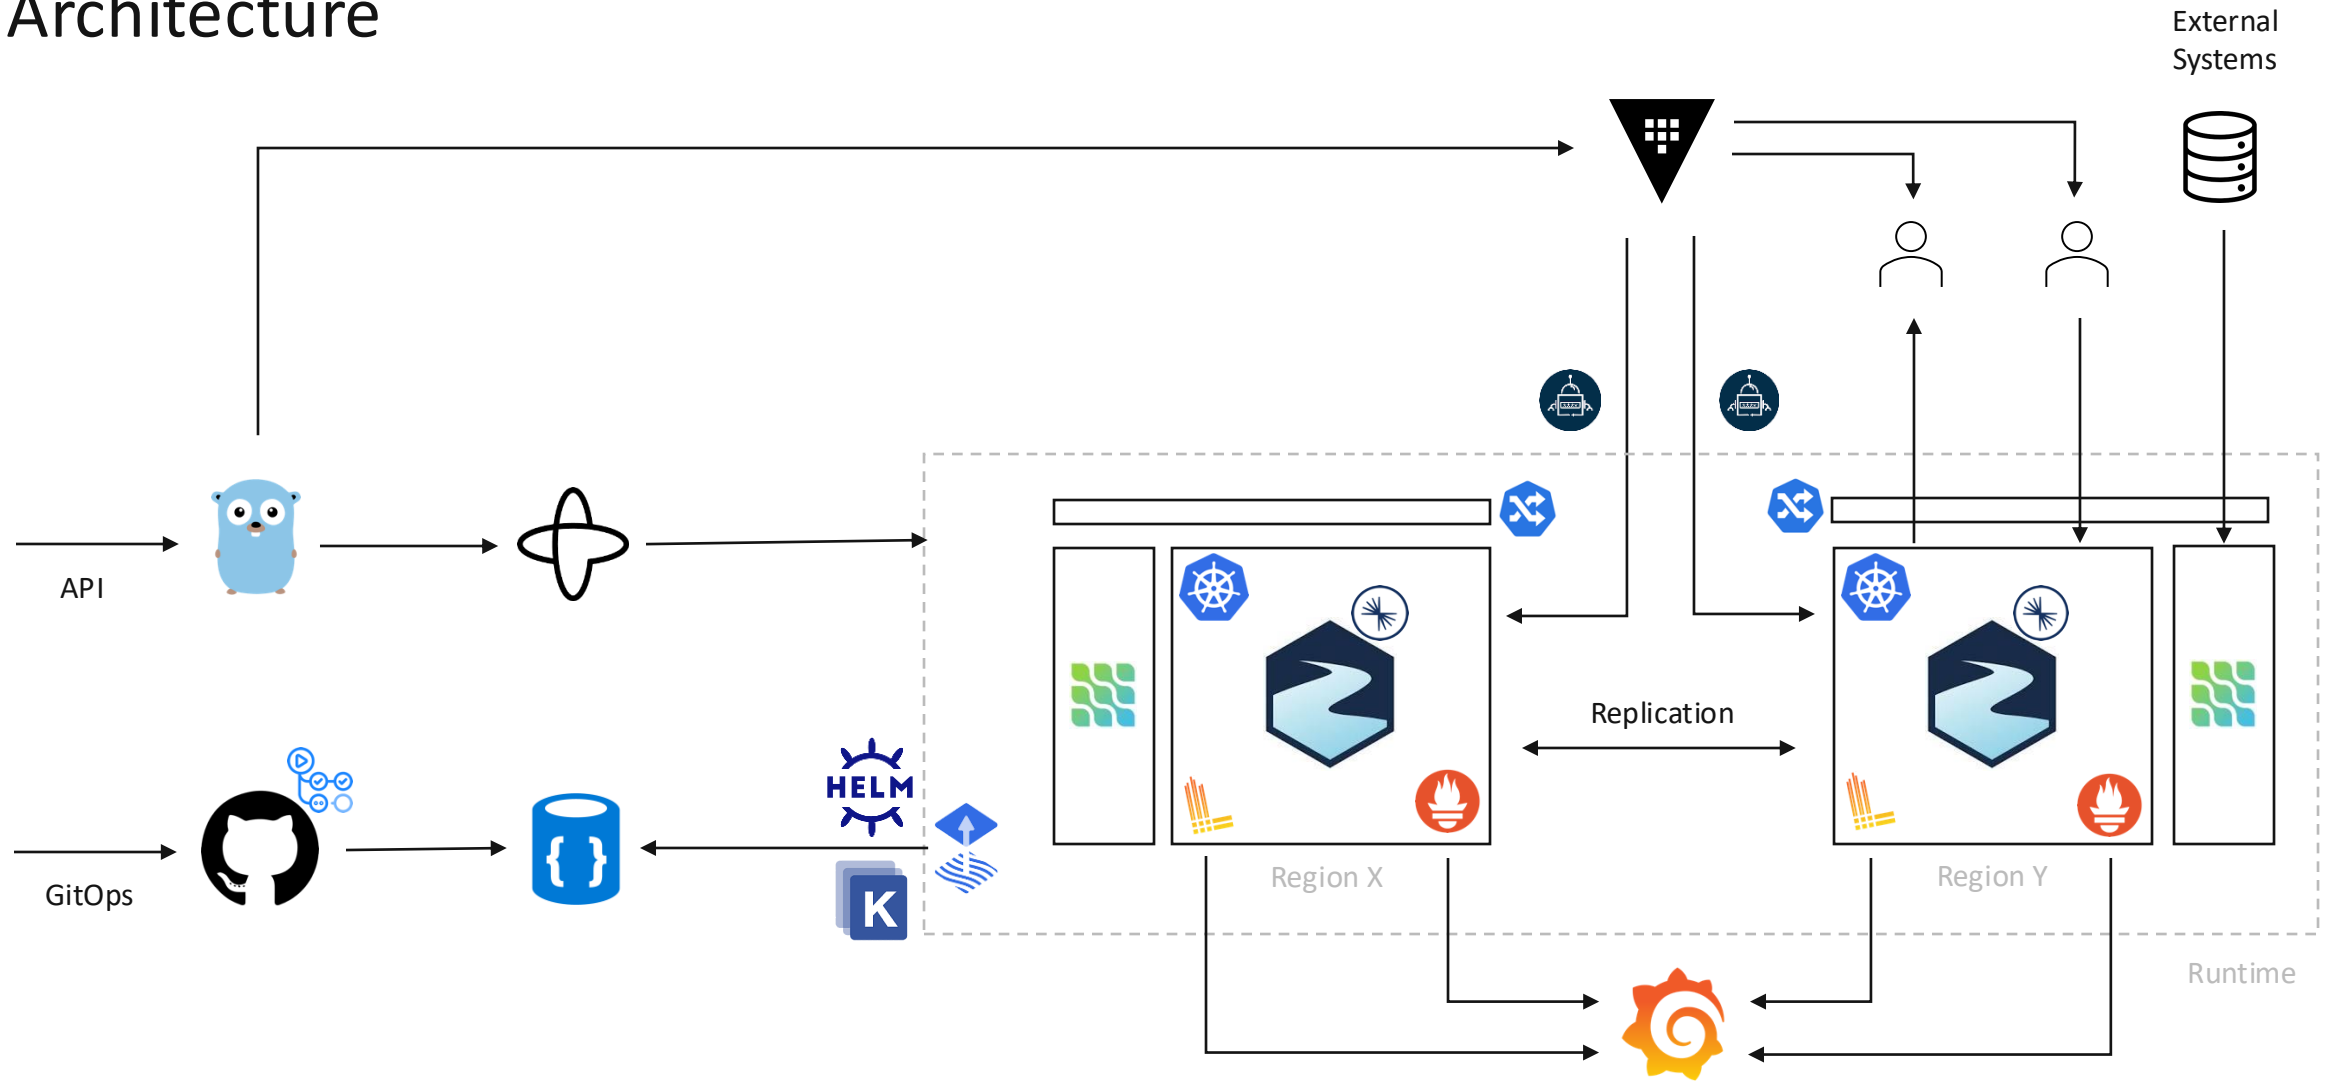 Architecture
External
Systems
API
HELM
Replication
GitOps
K
Region X
Region Y
Runtime